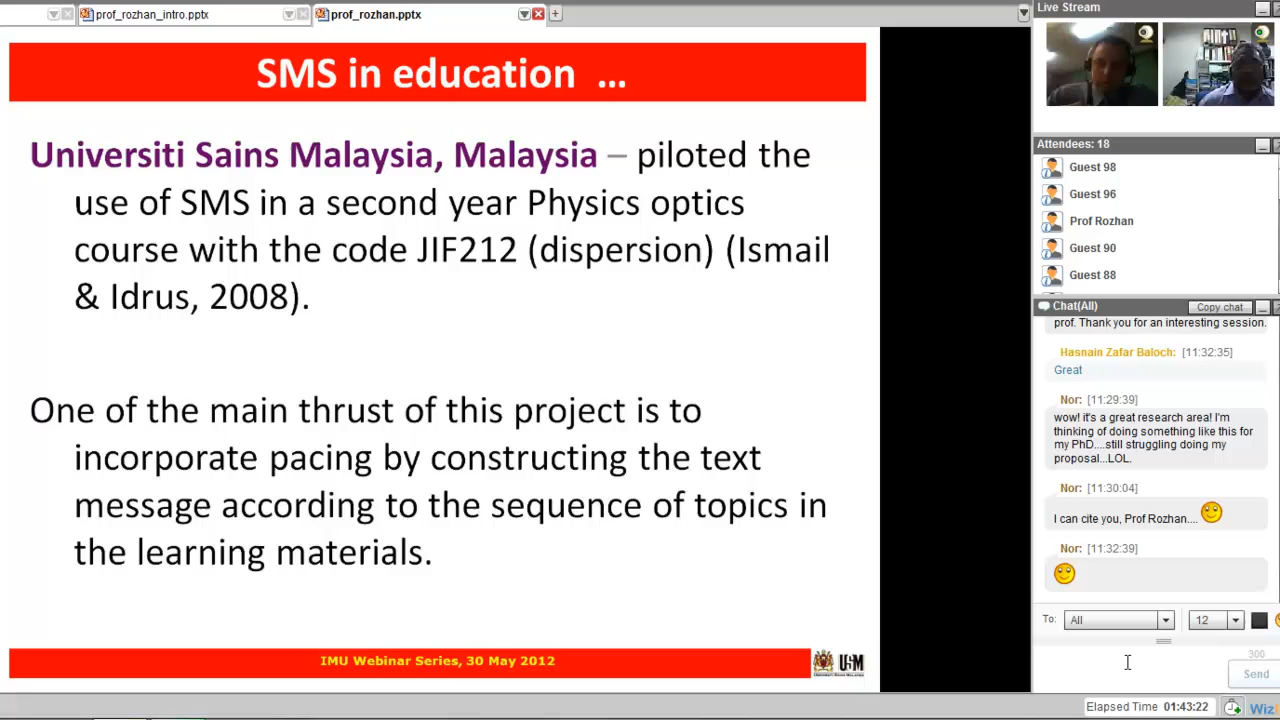 prof_rozhan_intro.pptx
prof_rozhan.pptx
SMS in education ...
Universiti Sains Malaysia, Malaysia – piloted the
use of SMS in a second year Physics optics
course with the code JIF212 (dispersion) (Ismail
& Idrus, 2008).
One of the main thrust of this project is to
incorporate pacing by constructing the text
message according to the sequence of topics in
the learning materials.
IMU Webinar Series, 30 May 2012
USM
Live Stream
Attendees: 18
Guest 98
Guest 96
Prof Rozhan
Guest 90
Guest 88
Chat(All)
Copy chat
prof. Thank you for an interesting session.
Hasnain Zafar Baloch: [11:32:35]
Great
Nor: [11:29:39]
wow! it's a great research area! I'm
thinking of doing something like this for
my PhD....still struggling doing my
proposal...LOL.
Nor: [11:30:04]
I can cite you, Prof Rozhan....
Nor: [11:32:39]
To: All 12
300
Send
Elapsed Time 01:43:22
Wiz